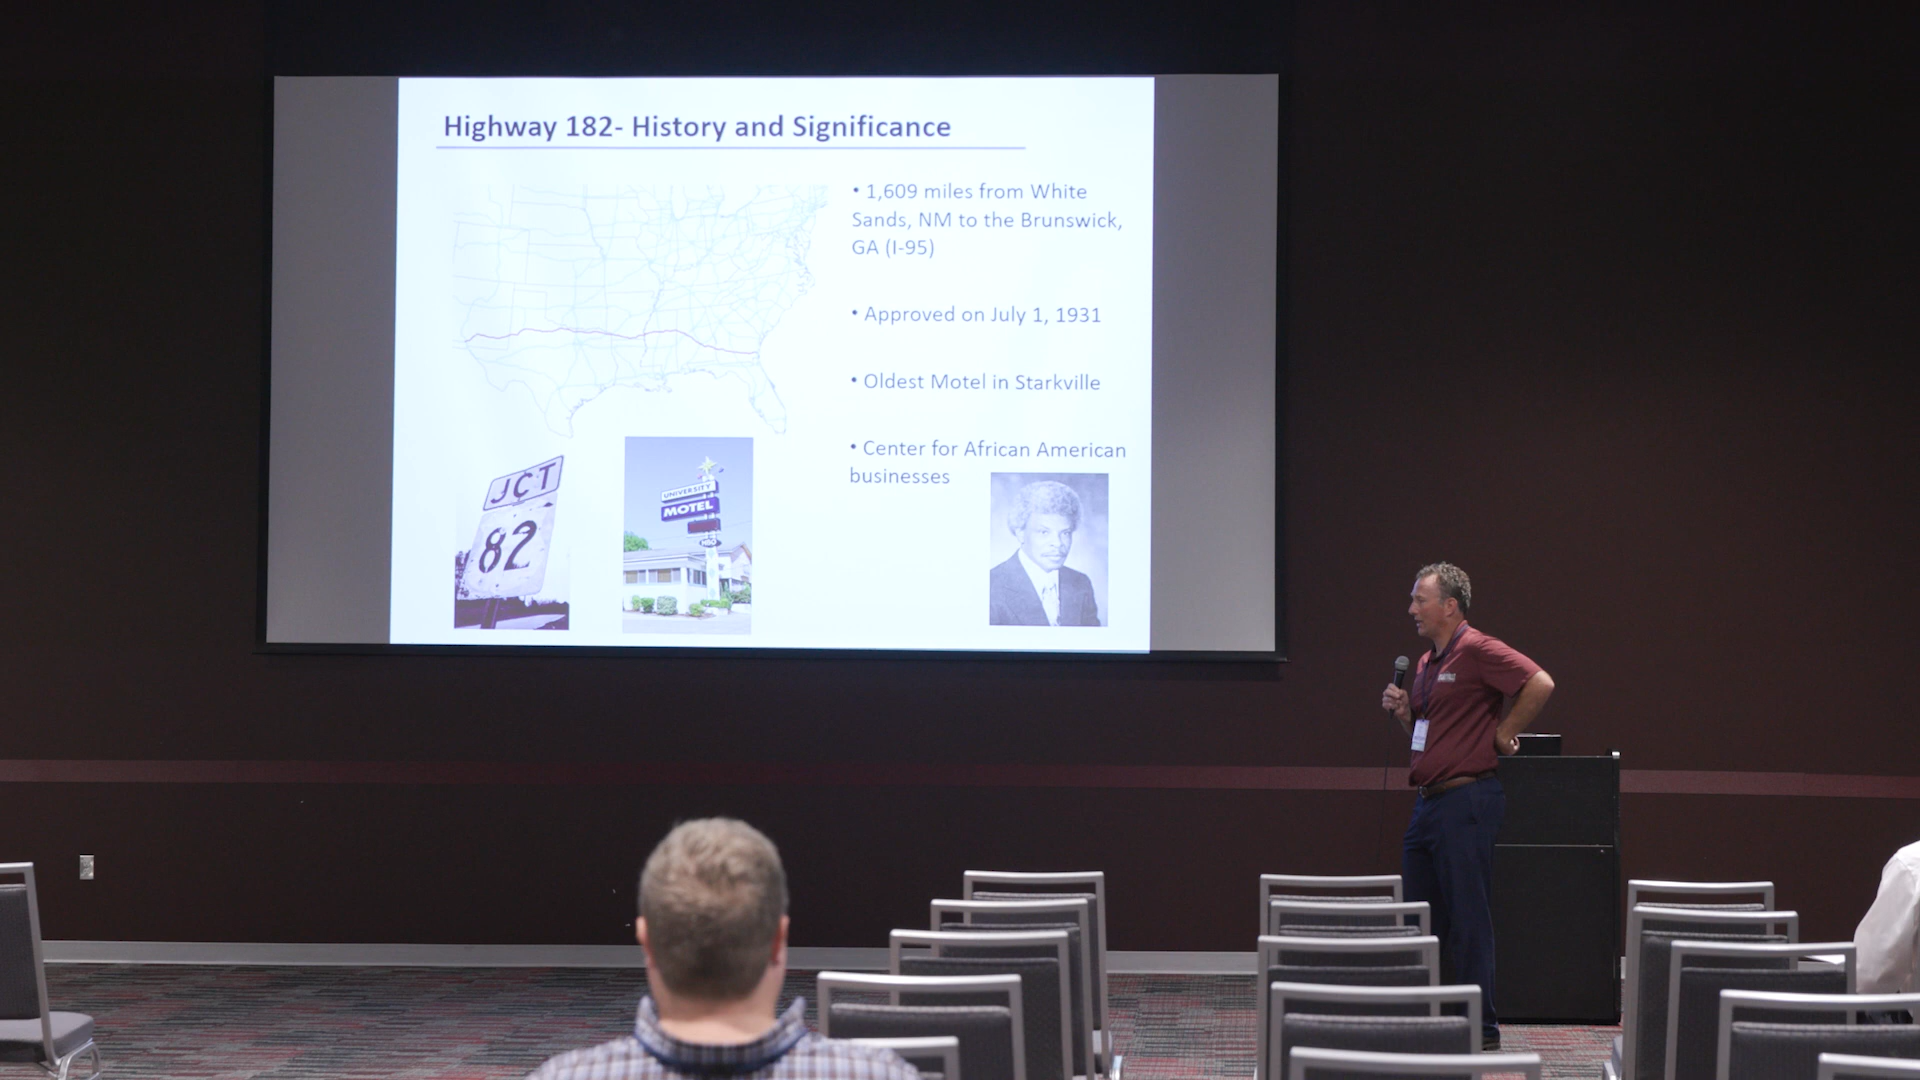 Highway 182- History and Significance
• 1,609 miles from White
Sands, NM to the Brunswick,
GA (I-95)
• Approved on July 1, 1931
• Oldest Motel in Starkville
• Center for African American
businesses
JCT
82
UNIVERSITY
MOTEL
HBO